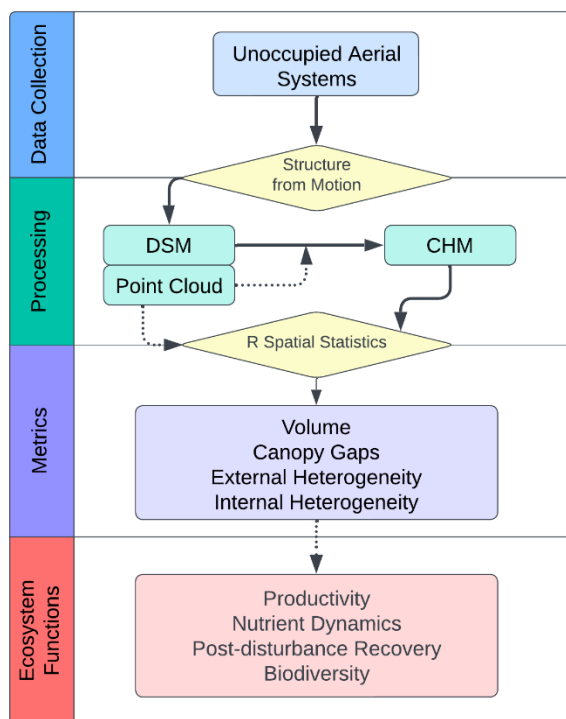 Data Collection
Unoccupied Aerial
Systems
Structure
from Motion
Processing
DSM
CHM
Point Cloud
R Spatial Statistics
Metrics
Volume
Canopy Gaps
External Heterogeneity
Internal Heterogeneity
Ecosystem
Functions
Productivity
Nutrient Dynamics
Post-disturbance Recovery
Biodiversity